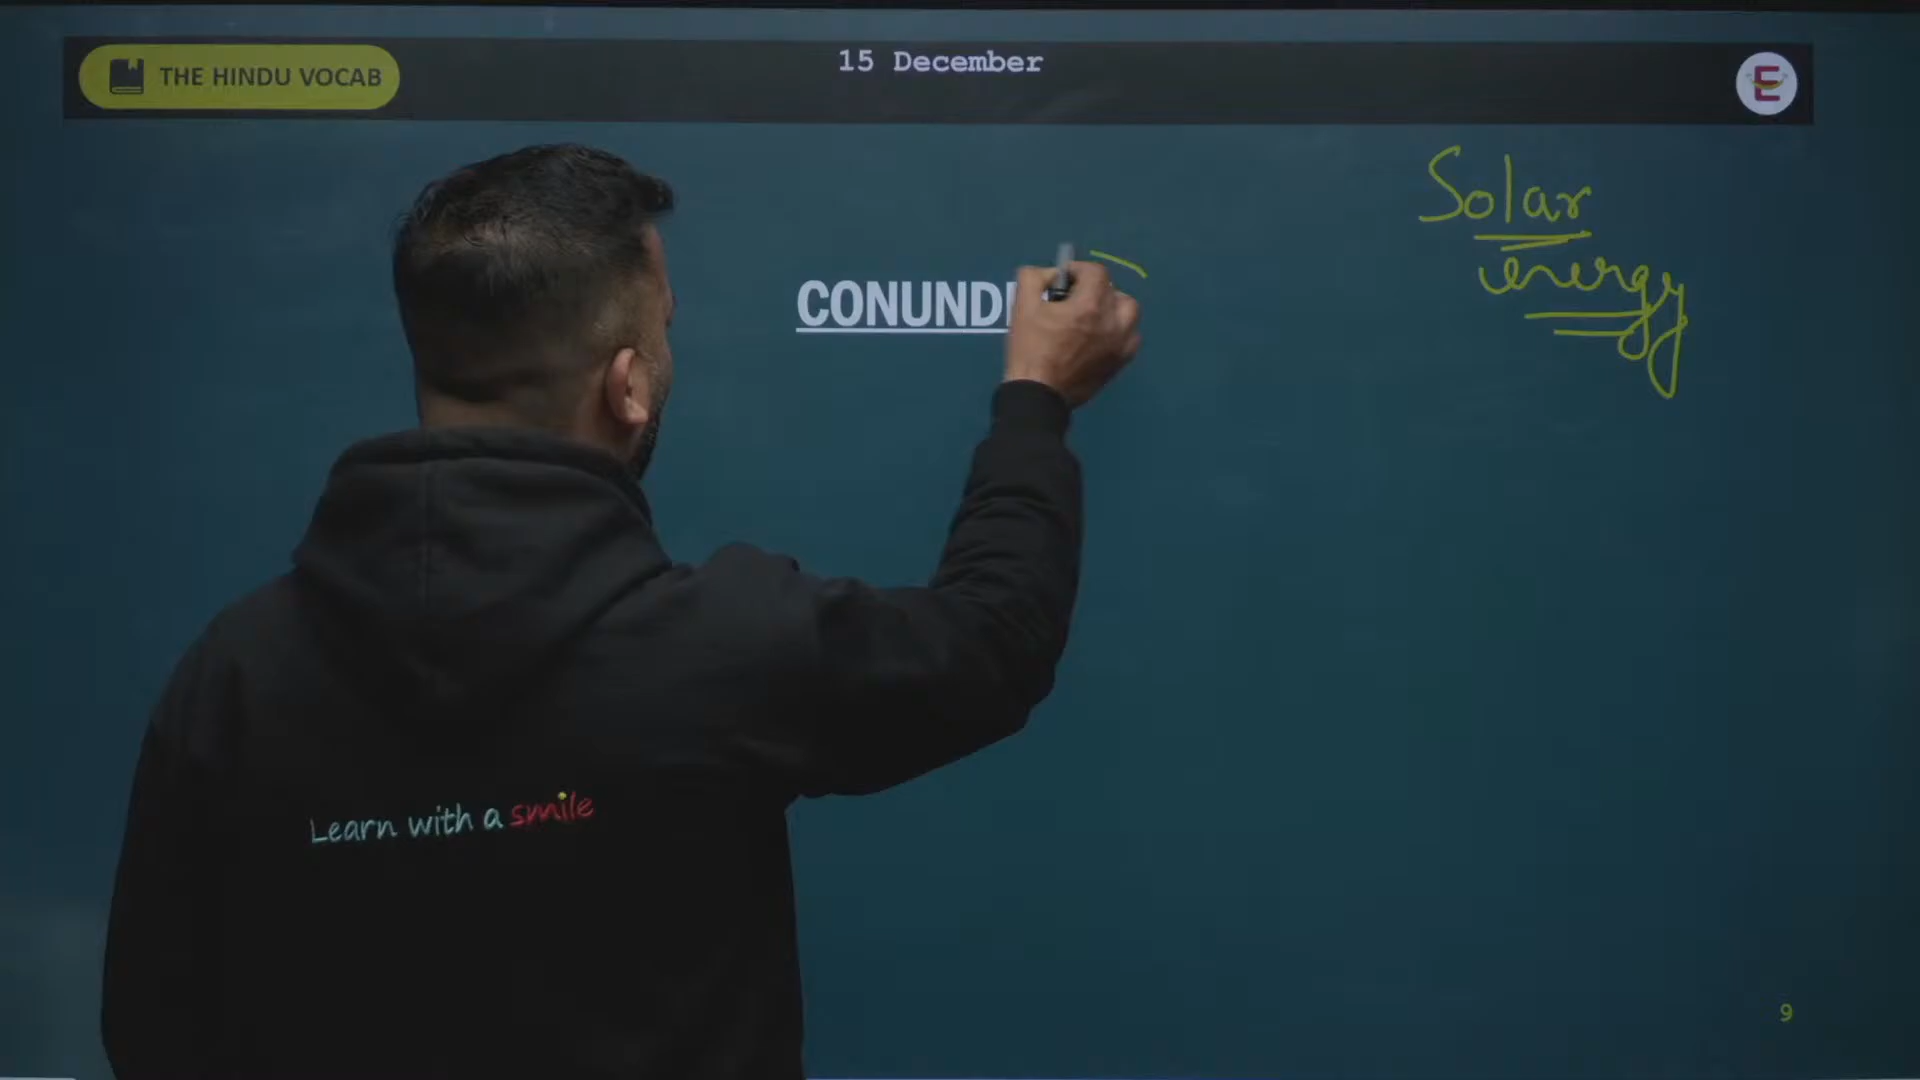 THE HINDU VOCAB
15 December
E
Solar
energy
CONUND
Learn with a smile
9